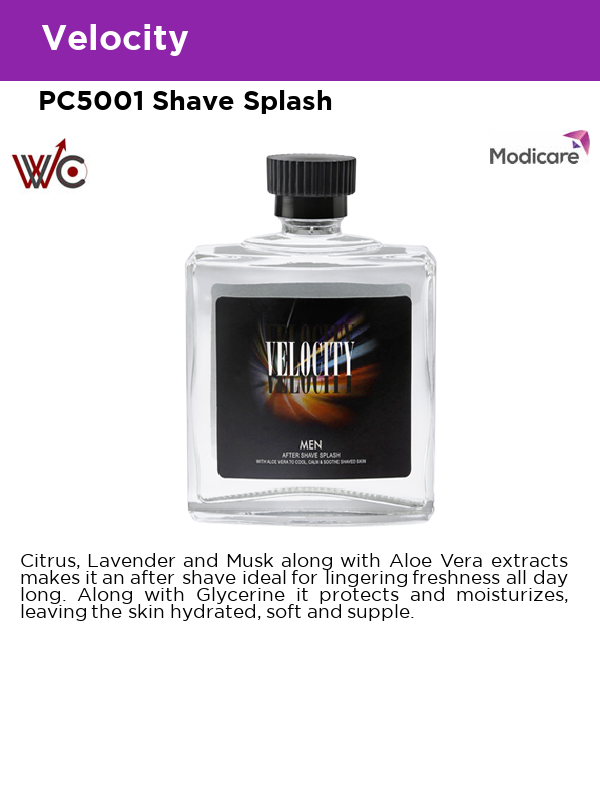 Velocity
PC5001 Shave Splash
WC
Modicare
VELOCITY
VELOCITY
MEN
AFTER SHAVE SPLASH
WITH ALOE VERA TO COOL, CALM & SOOTHE SHAVED SKIN
Citrus, Lavender and Musk along with Aloe Vera extracts
makes it an after shave ideal for lingering freshness all day
long. Along with Glycerine it protects and moisturizes,
leaving the skin hydrated, soft and supple.